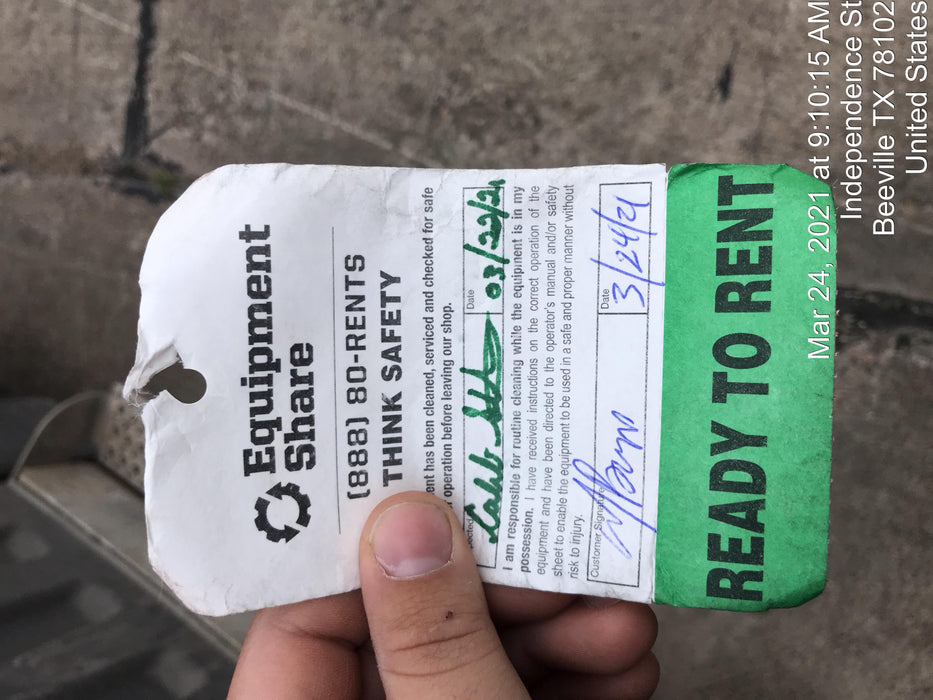 Equipment
Share
(888) 80-RENTS
THINK SAFETY
ent has been cleaned, serviced and checked for safe
operation before leaving our shop.
Date
Caleb
03/22/21
I am responsible for routine cleaning while the equipment is in my
possession. I have received instructions on the correct operation of the
equipment and have been directed to the operator's manual and/or safety
sheet to enable the equipment to be used in a safe and proper manner without
risk to injury.
Customer Signature
Date
3/24/21
READY TO RENT
Mar 24, 2021 at 9:10:15 AM
Independence St
Beeville TX 78102
United States